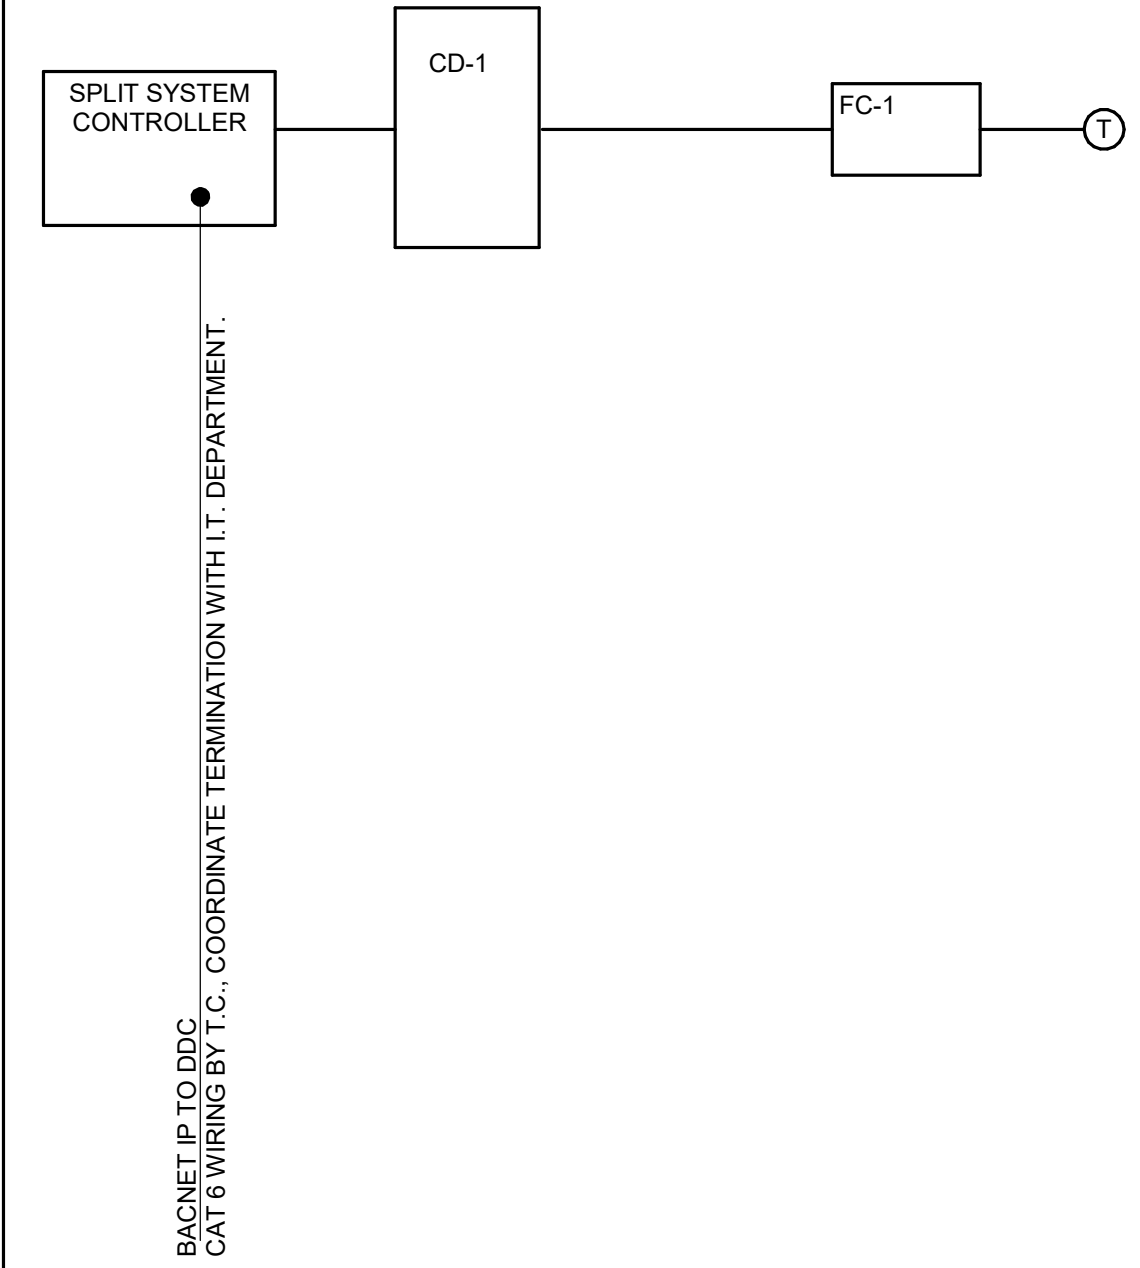 SPLIT SYSTEM
CONTROLLER
CD-1
FC-1
T
BACNET IP TO DDC
CAT 6 WIRING BY T.C., COORDINATE TERMINATION WITH I.T. DEPARTMENT.